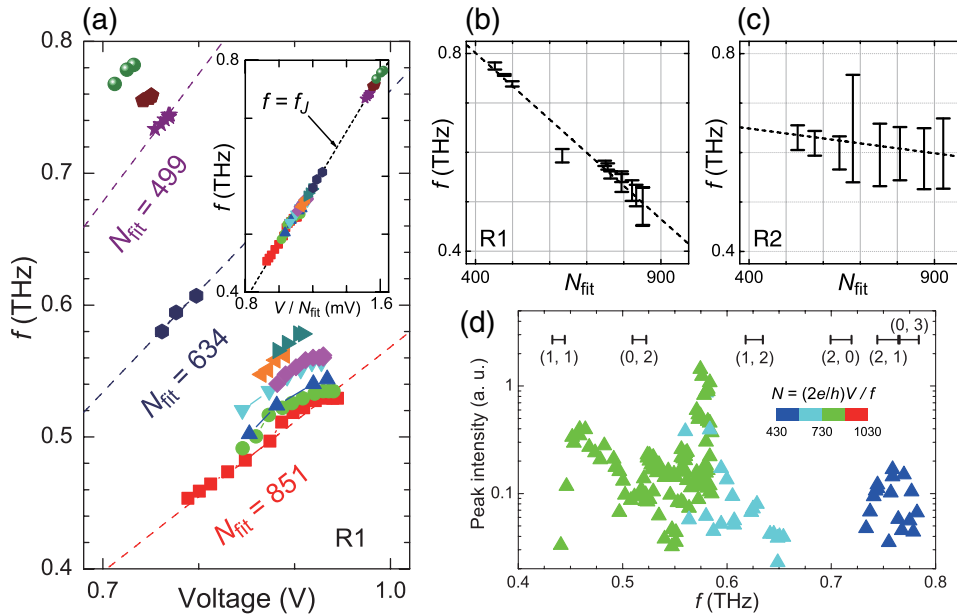 (a)
f (THz)
0.8
0.7
0.6
0.5
0.4
0.7
1.0
Voltage (V)
N_fit = 499
N_fit = 634
N_fit = 851
R1
0.8
0.4
f (THz)
f = f_J
0.8
1.6
V / N_fit (mV)
(b)
0.8
0.4
f (THz)
R1
400
900
N_fit
(c)
0.8
0.4
f (THz)
R2
400
900
N_fit
(d)
Peak intensity (a. u.)
1
0.1
(1, 1)
(0, 2)
(1, 2)
(2, 0)
(2, 1)
(0, 3)
N = (2e/h)V / f
430
730
1030
0.4
0.5
0.6
0.7
0.8
f (THz)